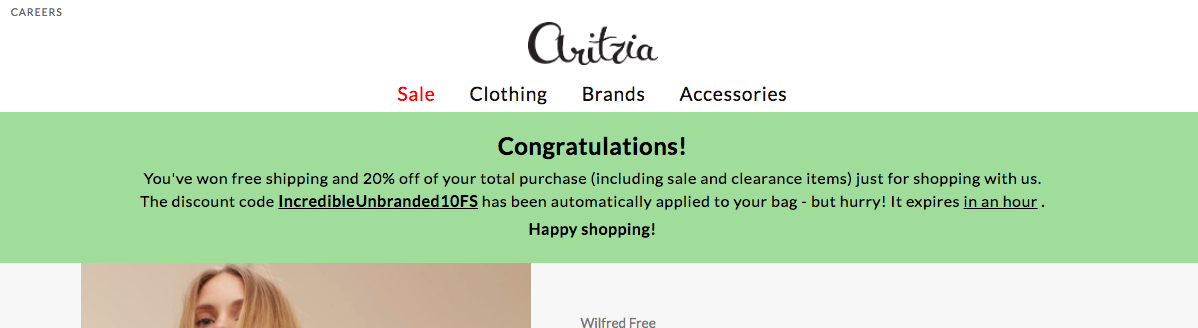 CAREERS
aritzia
Sale Clothing Brands Accessories
Congratulations!
You've won free shipping and 20% off of your total purchase (including sale and clearance items) just for shopping with us.
The discount code IncredibleUnbranded10FS has been automatically applied to your bag - but hurry! It expires in an hour .
Happy shopping!
Wilfred Free